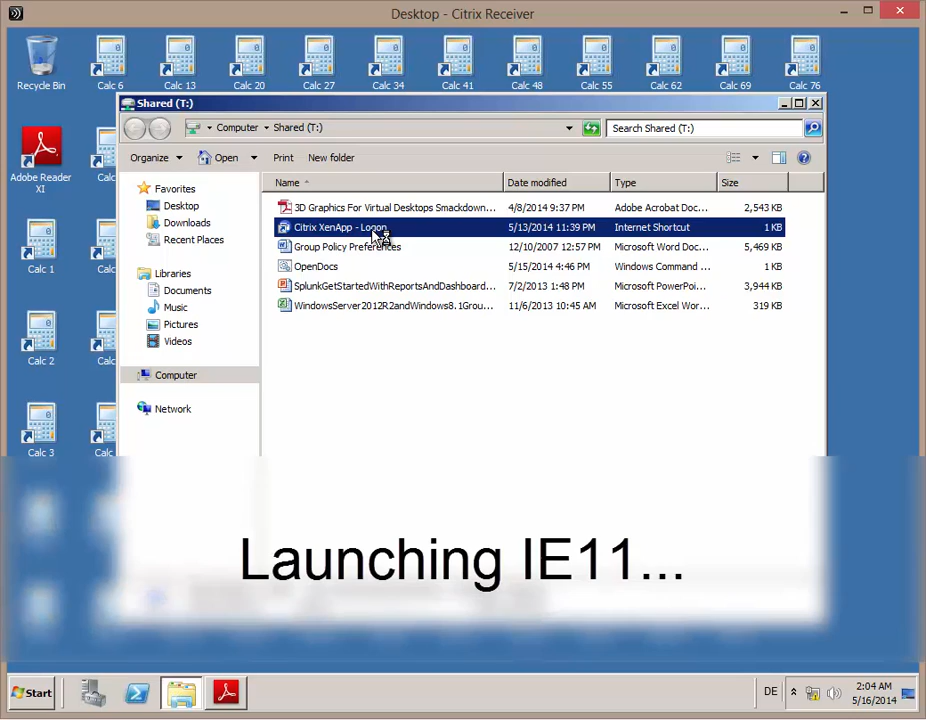 Desktop - Citrix Receiver
Recycle Bin
Calc 6
Calc 13
Calc 20
Calc 27
Calc 34
Calc 41
Calc 48
Calc 55
Calc 62
Calc 69
Calc 76
Shared (T:)
Computer
Shared (T:)
Search Shared (T:)
Organize
Open
Print
New folder
Adobe Reader
XI
Calc
Calc 1
Calc
Calc 2
Calc
Calc 3
Calc
Favorites
Desktop
Downloads
Recent Places
Libraries
Documents
Music
Pictures
Videos
Computer
Network
Name Date modified Type Size
3D Graphics For Virtual Desktops Smackdown... 4/8/2014 9:37 PM Adobe Acrobat Doc... 2,543 KB
Citrix XenApp - Logon 5/13/2014 11:39 PM Internet Shortcut 1 KB
Group Policy Preferences 12/10/2007 12:57 PM Microsoft Word Doc... 5,469 KB
OpenDocs 5/15/2014 4:46 PM Windows Command ... 1 KB
SplunkGetStartedWithReportsAndDashboard... 7/2/2013 1:48 PM Microsoft PowerPoi... 3,944 KB
WindowsServer2012R2andWindows8.1Grou... 11/6/2013 10:45 AM Microsoft Excel Wor... 319 KB
Launching IE11...
Start
DE
2:04 AM
5/16/2014